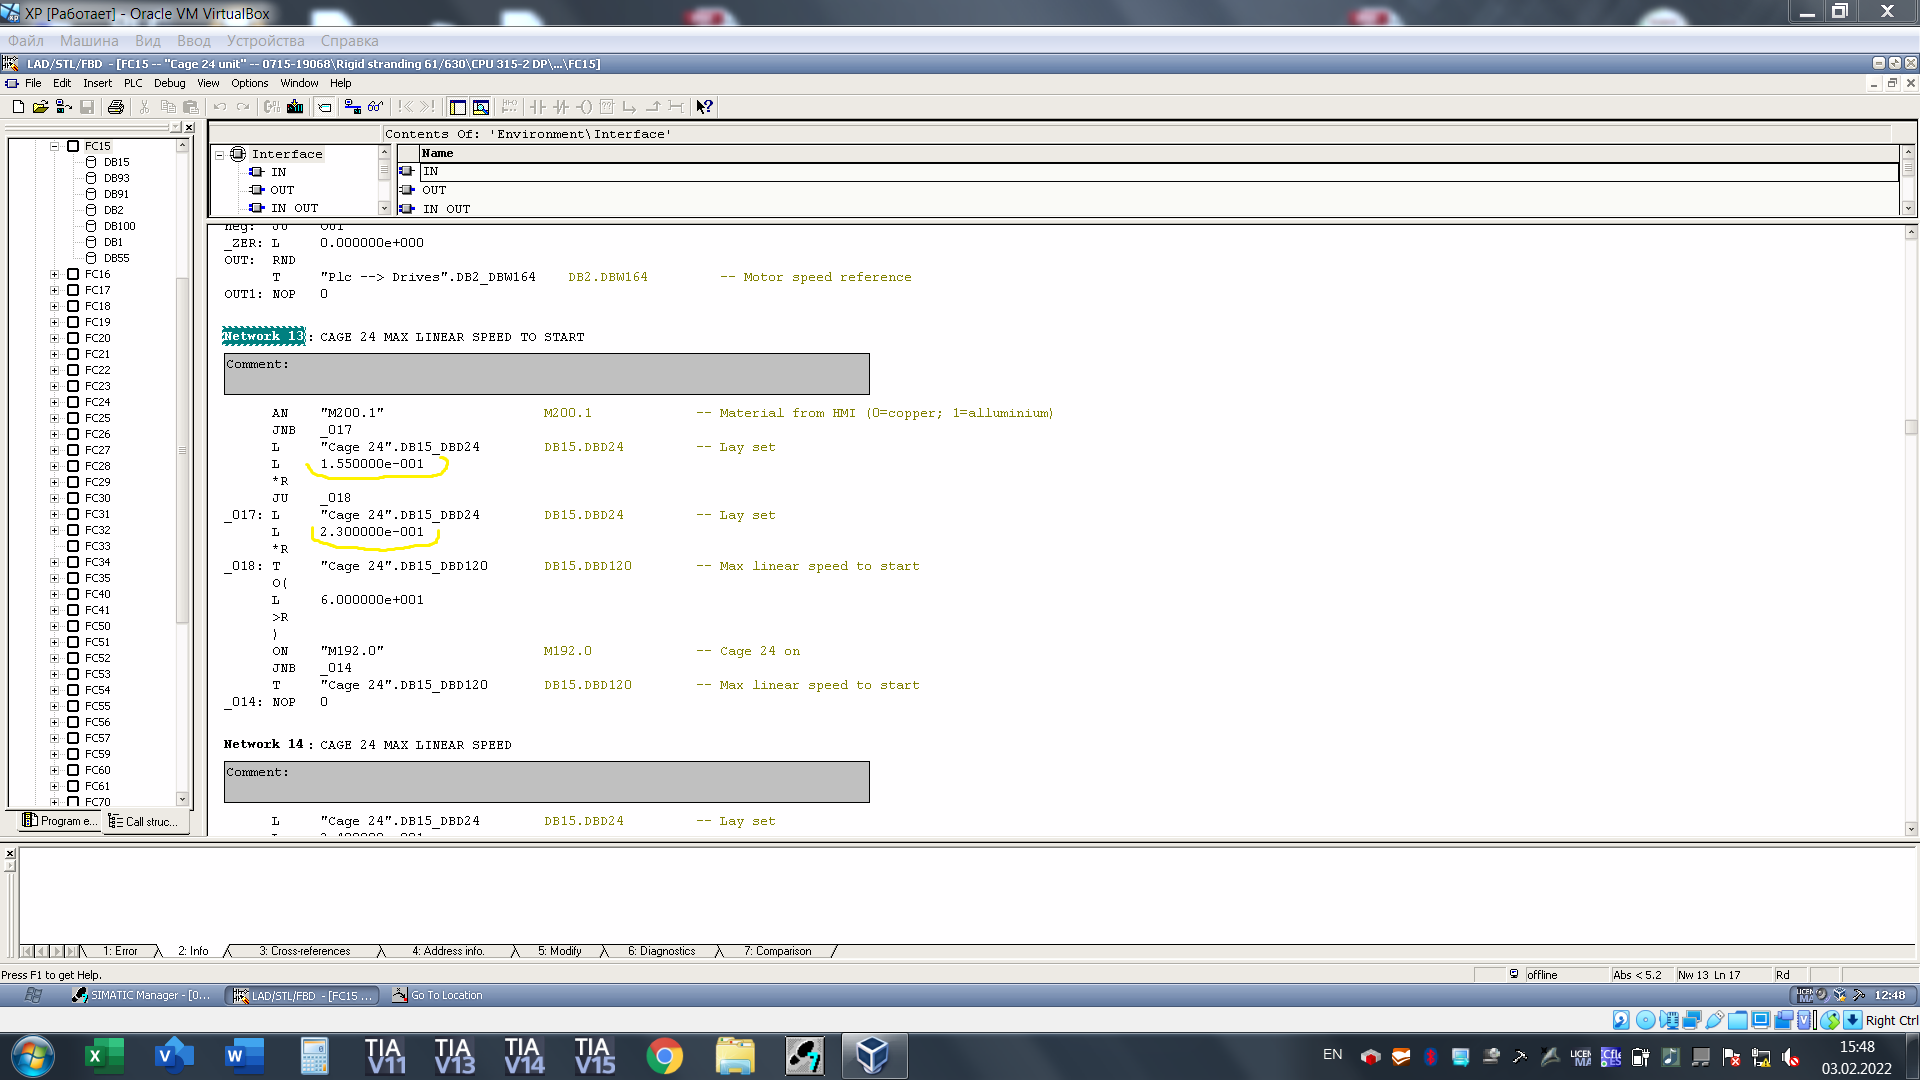 XP [Работает] - Oracle VM VirtualBox
Файл Машина Вид Ввод Устройства Справка
LAD/STL/FBD - [FC15 -- "Cage 24 unit" -- 0715-19068\Rigid stranding 61/630\CPU 315-2 DP\...\FC15]
File Edit Insert PLC Debug View Options Window Help
FC15
DB15
DB93
DB91
DB2
DB100
DB1
DB55
FC16
FC17
FC18
FC19
FC20
FC21
FC22
FC23
FC24
FC25
FC26
FC27
FC28
FC29
FC30
FC31
FC32
FC33
FC34
FC35
FC40
FC41
FC50
FC51
FC52
FC53
FC54
FC55
FC56
FC57
FC59
FC60
FC61
FC70
Program e... Call struc...
Contents Of: 'Environment\Interface'
Interface
IN
OUT
IN OUT
Name
IN
OUT
IN OUT
neg: JU OUT
_ZER: L 0.000000e+000
OUT: RND
T "Plc --> Drives".DB2_DBW164 DB2.DBW164 -- Motor speed reference
OUT1: NOP 0
Network 13 : CAGE 24 MAX LINEAR SPEED TO START
Comment:
AN "M200.1" M200.1 -- Material from HMI (0=copper; 1=alluminium)
JNB _017
L "Cage 24".DB15_DBD24 DB15.DBD24 -- Lay set
L 1.550000e-001
*R
JU _018
_017: L "Cage 24".DB15_DBD24 DB15.DBD24 -- Lay set
L 2.300000e-001
*R
_018: T "Cage 24".DB15_DBD120 DB15.DBD120 -- Max linear speed to start
O(
L 6.000000e+001
>R
)
ON "M192.0" M192.0 -- Cage 24 on
JNB _014
T "Cage 24".DB15_DBD120 DB15.DBD120 -- Max linear speed to start
_014: NOP 0
Network 14 : CAGE 24 MAX LINEAR SPEED
Comment:
L "Cage 24".DB15_DBD24 DB15.DBD24 -- Lay set
1: Error 2: Info 3: Cross-references 4: Address info. 5: Modify 6: Diagnostics 7: Comparison
Press F1 to get Help. offline Abs < 5.2 Nw 13 Ln 17 Rd
SIMATIC Manager - [0... LAD/STL/FBD - [FC15 ... Go To Location 12:48
Right Ctrl
TIA V11 TIA V13 TIA V14 TIA V15
EN
15:48
03.02.2022